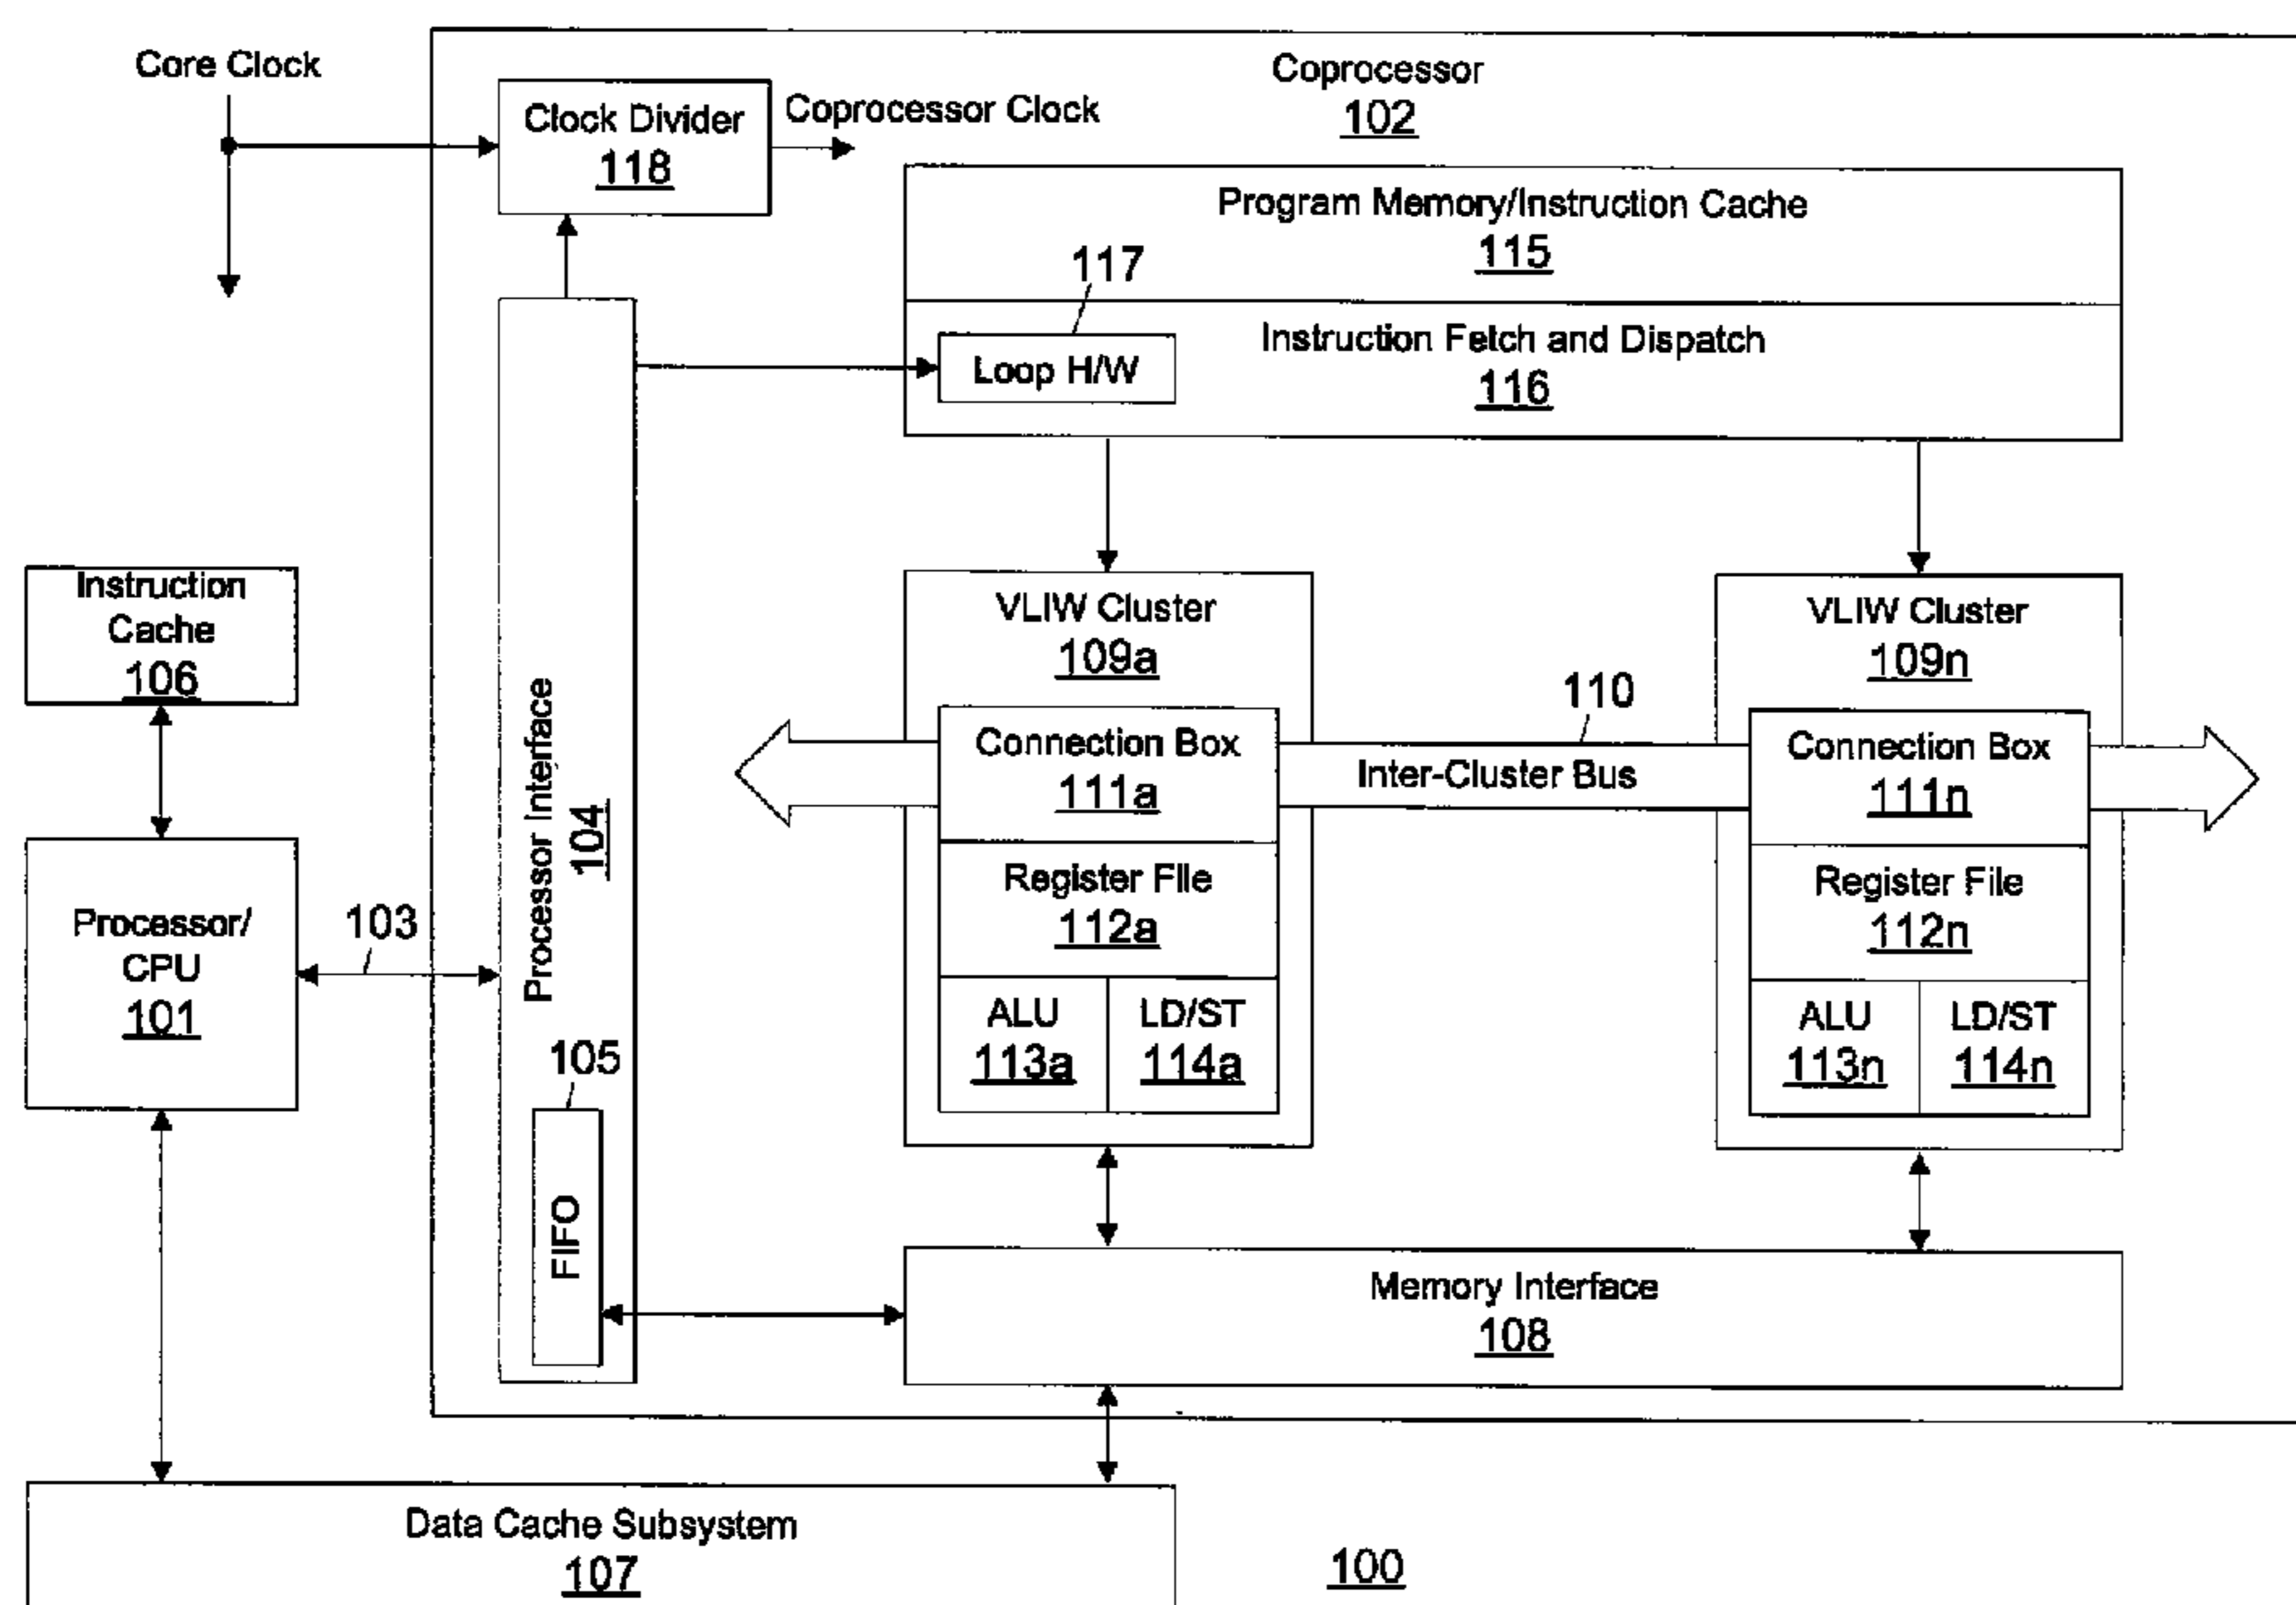 Core Clock
Coprocessor
102
Clock Divider
118
Coprocessor Clock
Program Memory/Instruction Cache
115
117
Instruction Fetch and Dispatch
116
Loop H/W
Instruction
Cache
106
Processor/
CPU
101
103
Processor Interface
104
105
FIFO
VLIW Cluster
109a
Connection Box
111a
Register File
112a
ALU
113a
LD/ST
114a
110
Inter-Cluster Bus
VLIW Cluster
109n
Connection Box
111n
Register File
112n
ALU
113n
LD/ST
114n
Memory Interface
108
Data Cache Subsystem
107
100